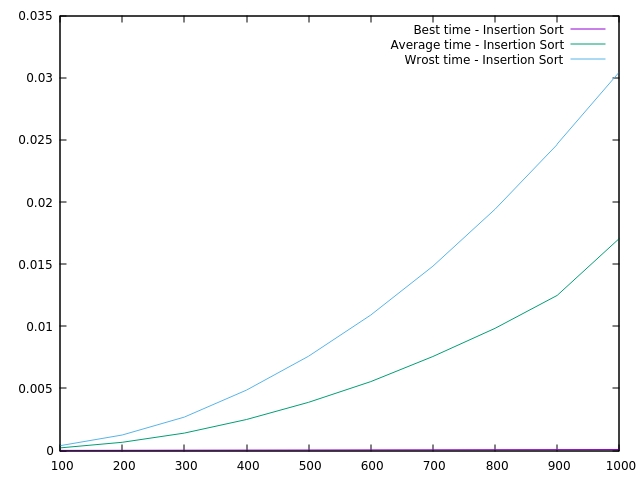 0.035
Best time - Insertion Sort
Average time - Insertion Sort
Wrost time - Insertion Sort
0.03
0.025
0.02
0.015
0.01
0.005
0
100 200 300 400 500 600 700 800 900 1000